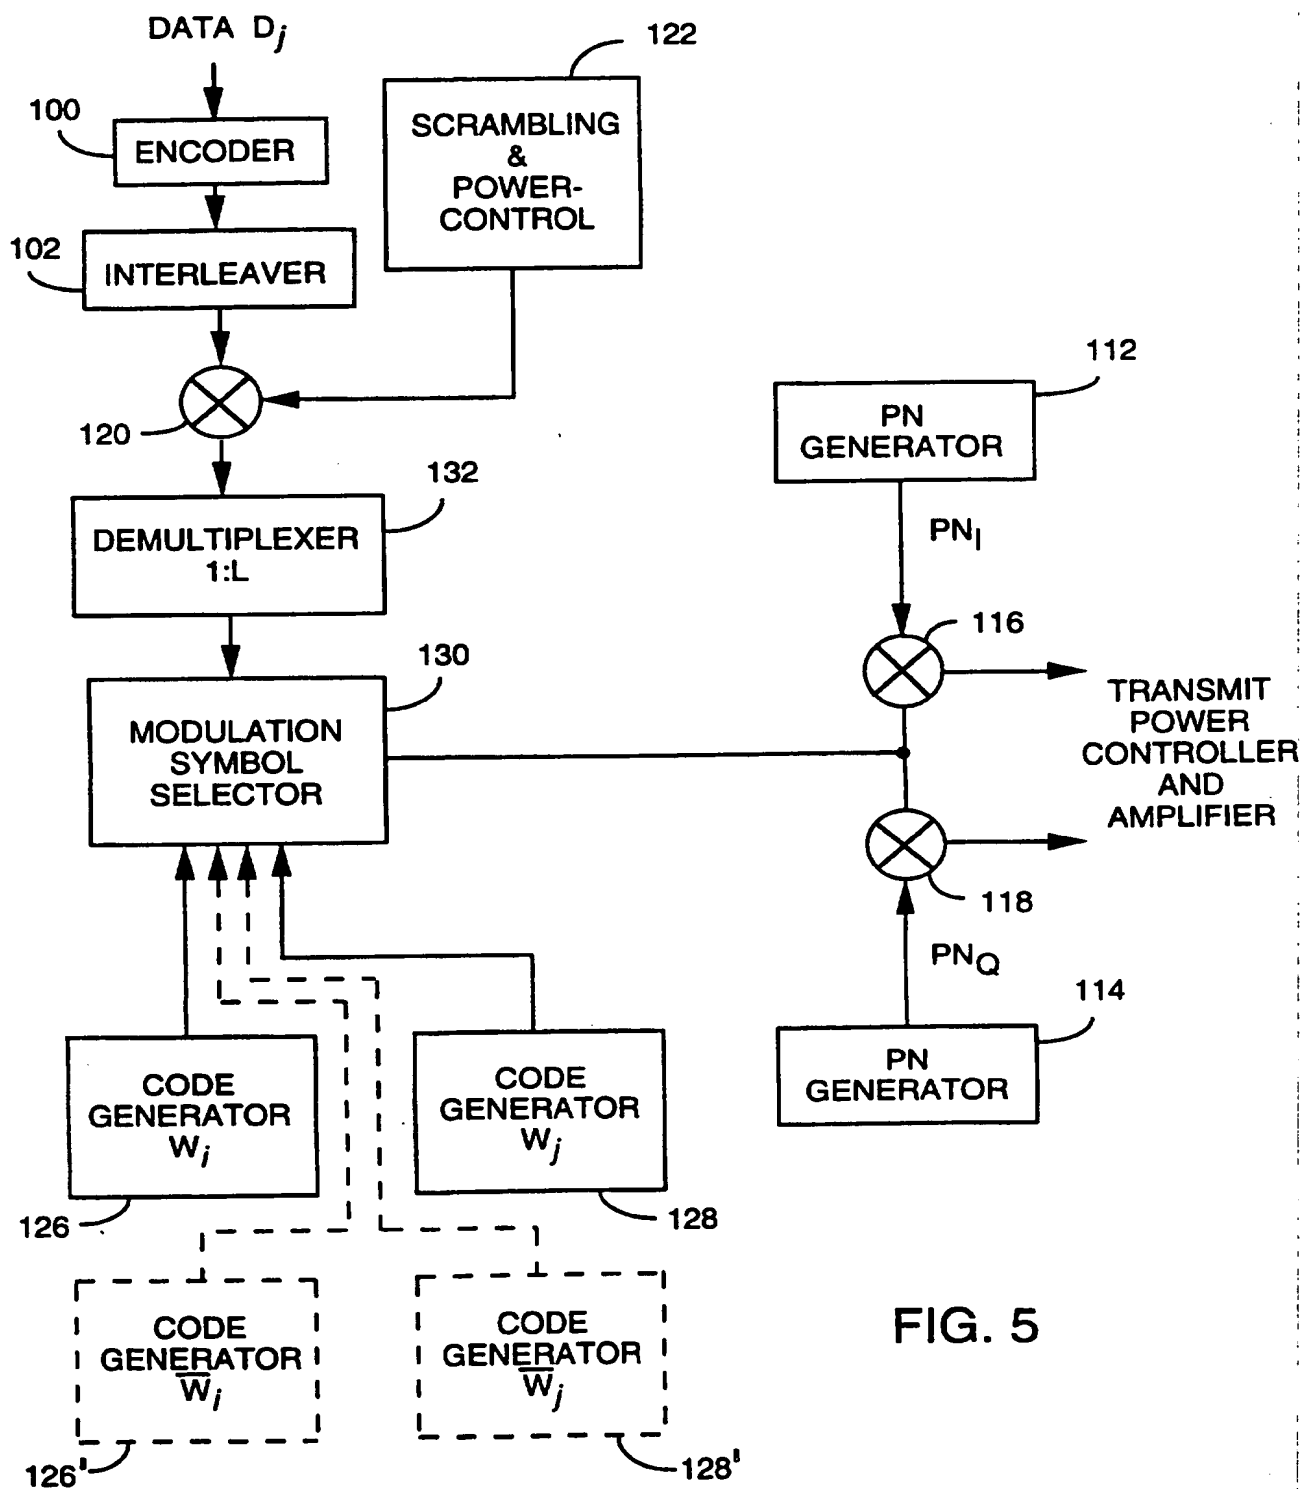 DATA Dj
122
100
ENCODER
SCRAMBLING
&
POWER-
CONTROL
102
INTERLEAVER
120
112
PN
GENERATOR
132
DEMULTIPLEXER
1:L
PNI
116
130
MODULATION
SYMBOL
SELECTOR
TRANSMIT
POWER
CONTROLLER
AND
AMPLIFIER
118
PNQ
114
PN
GENERATOR
CODE
GENERATOR
Wi
126
CODE
GENERATOR
Wj
128
CODE
GENERATOR
W̅i
126'
CODE
GENERATOR
W̅j
128'
FIG. 5